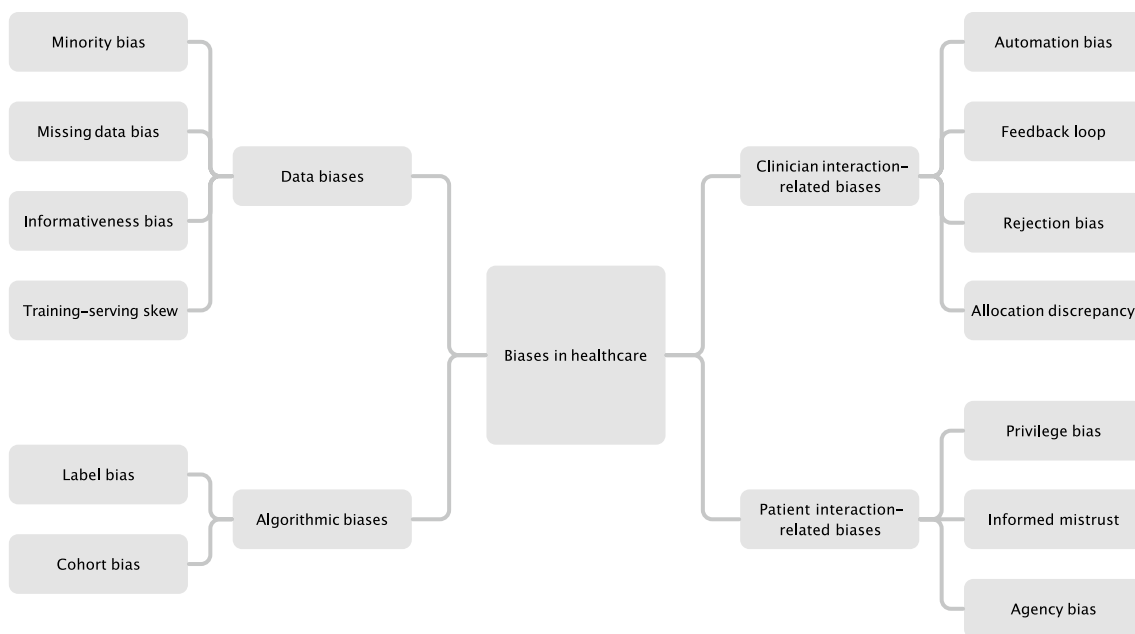 Minority bias
Missing data bias
Informativeness bias
Training-serving skew
Data biases
Label bias
Cohort bias
Algorithmic biases
Biases in healthcare
Clinician interaction-
related biases
Automation bias
Feedback loop
Rejection bias
Allocation discrepancy
Patient interaction-
related biases
Privilege bias
Informed mistrust
Agency bias